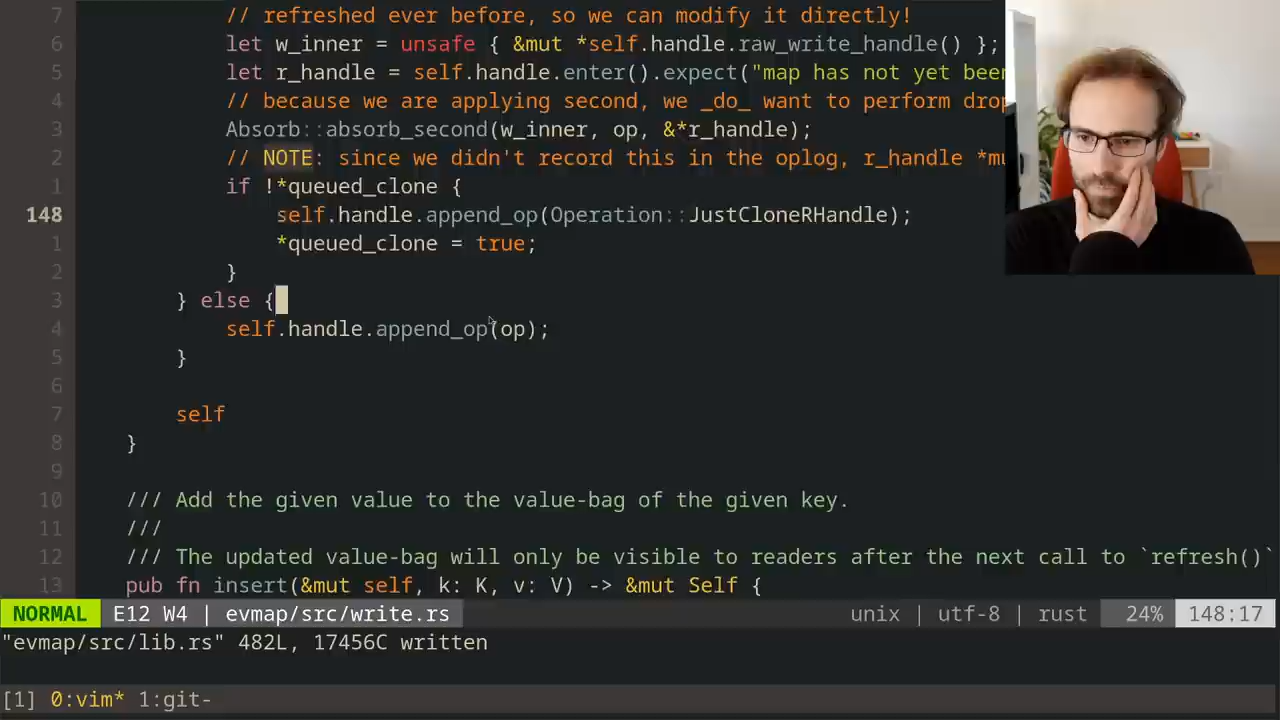 7 // refreshed ever before, so we can modify it directly!
6 let w_inner = unsafe { &mut *self.handle.raw_write_handle() };
5 let r_handle = self.handle.enter().expect("map has not yet been
4 // because we are applying second, we _do_ want to perform drop
3 Absorb::absorb_second(w_inner, op, &*r_handle);
2 // NOTE: since we didn't record this in the oplog, r_handle *mu
1 if !*queued_clone {
148 self.handle.append_op(Operation::JustCloneRHandle);
1 *queued_clone = true;
2 }
3 } else {
4 self.handle.append_op(op);
5 }
6
7 self
8 }
9
10 /// Add the given value to the value-bag of the given key.
11 ///
12 /// The updated value-bag will only be visible to readers after the next call to `refresh()`
13 pub fn insert(&mut self, k: K, v: V) -> &mut Self {
NORMAL E12 W4 | evmap/src/write.rs unix | utf-8 | rust 24% 148:17
"evmap/src/lib.rs" 482L, 17456C written
[1] 0:vim* 1:git-